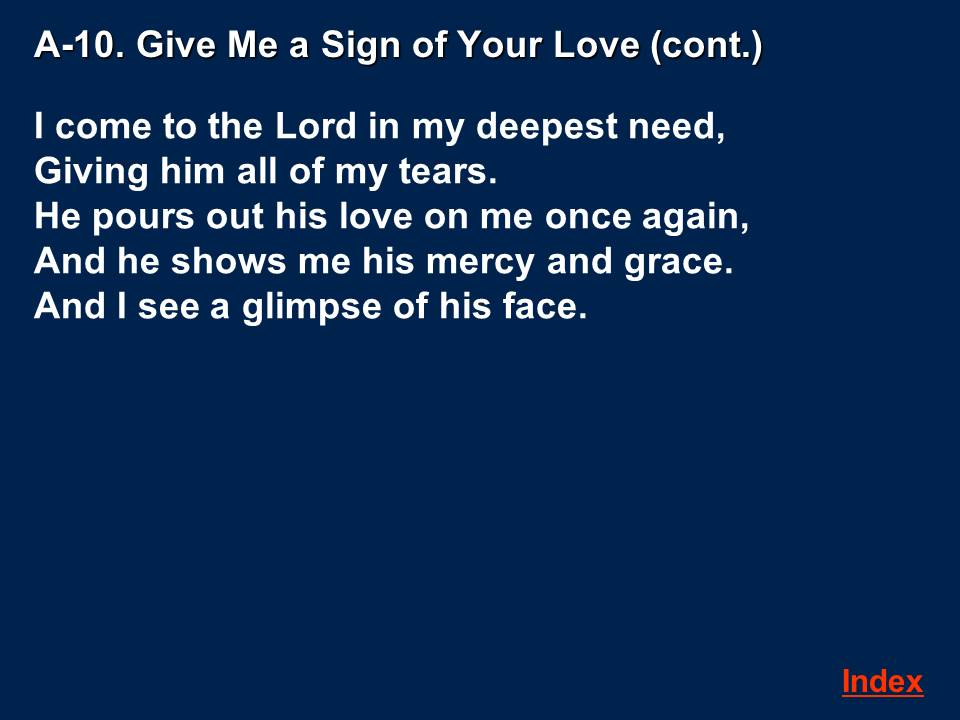 A-10. Give Me a Sign of Your Love (cont.)
I come to the Lord in my deepest need,
Giving him all of my tears.
He pours out his love on me once again,
And he shows me his mercy and grace.
And I see a glimpse of his face.
Index